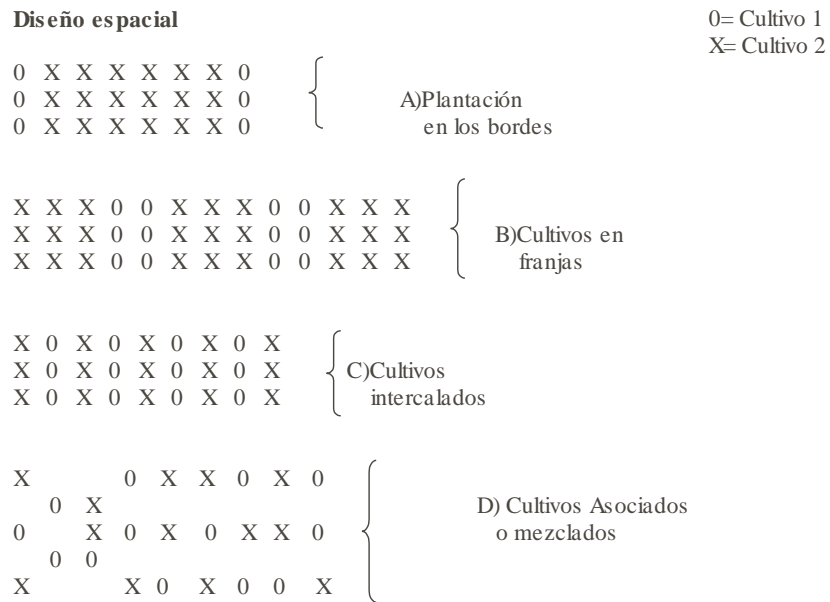 Diseño espacial
0= Cultivo 1
X= Cultivo 2
0 X X X X X X 0
0 X X X X X X 0
0 X X X X X X 0
A)Plantación
en los bordes
X X X 0 0 X X X 0 0 X X X
X X X 0 0 X X X 0 0 X X X
X X X 0 0 X X X 0 0 X X X
B)Cultivos en
franjas
X 0 X 0 X 0 X 0 X
X 0 X 0 X 0 X 0 X
X 0 X 0 X 0 X 0 X
C)Cultivos
intercalados
X 0 X X 0 X 0
0 X
0 X 0 X 0 X X 0
0 0
X X 0 X 0 0 X
D) Cultivos Asociados
o mezclados